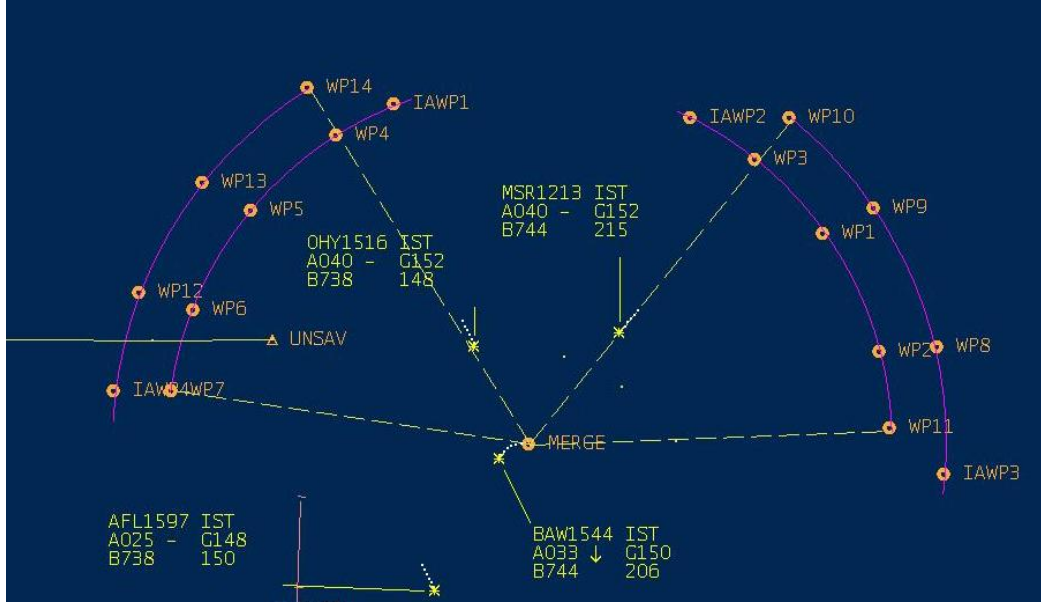 WP14
IAWP1
WP4
IAWP2
WP10
WP3
WP13
WP5
WP9
WP1
MSR1213 IST
A040 - G152
B744 215
OHY1516 IST
A040 - G152
B738 148
WP12
WP6
UNSAV
WP2
WP8
IAWP4WP7
WP11
MERGE
IAWP3
AFL1597 IST
A025 - G148
B738 150
BAW1544 IST
A033 ↓ G150
B744 206